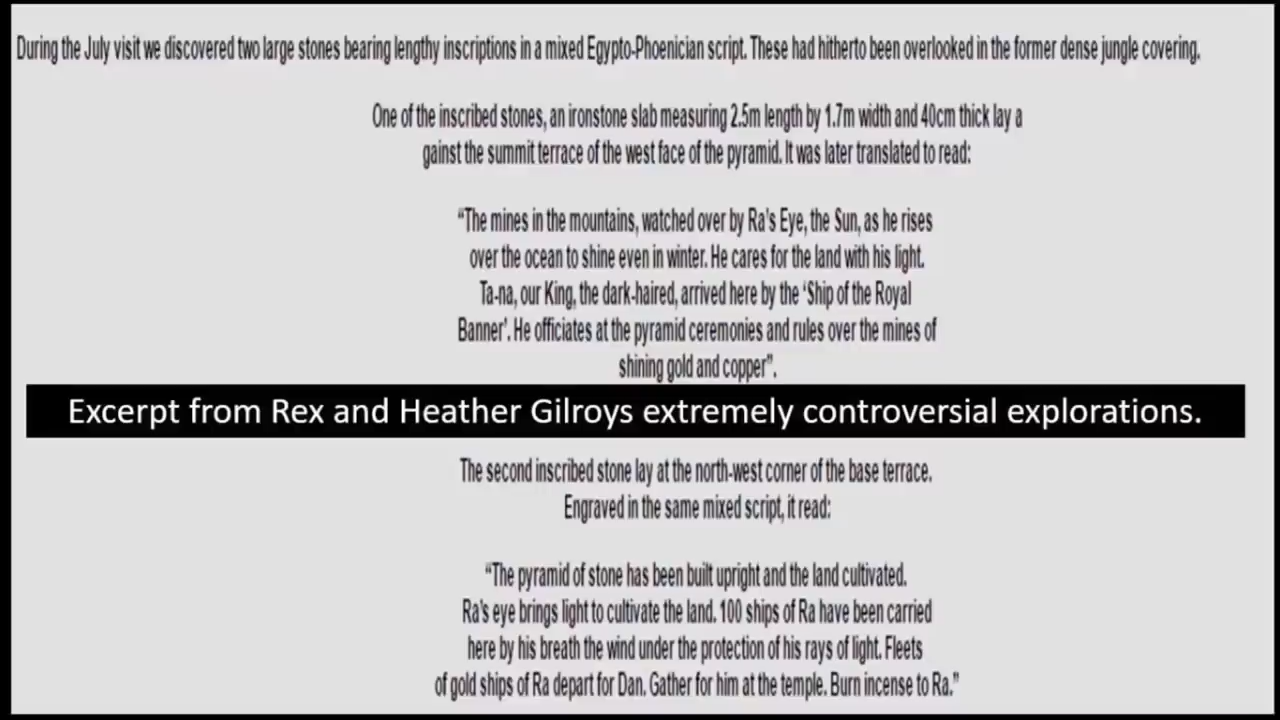 During the July visit we discovered two large stones bearing lengthy inscriptions in a mixed Egypto-Phoenician script. These had hitherto been overlooked in the former dense jungle covering.
One of the inscribed stones, an ironstone slab measuring 2.5m length by 1.7m width and 40cm thick lay a
gainst the summit terrace of the west face of the pyramid. It was later translated to read:
“The mines in the mountains, watched over by Ra's Eye, the Sun, as he rises
over the ocean to shine even in winter. He cares for the land with his light.
Ta-na, our King, the dark-haired, arrived here by the ‘Ship of the Royal
Banner’. He officiates at the pyramid ceremonies and rules over the mines of
shining gold and copper”.
Excerpt from Rex and Heather Gilroys extremely controversial explorations.
The second inscribed stone lay at the north-west corner of the base terrace.
Engraved in the same mixed script, it read:
“The pyramid of stone has been built upright and the land cultivated.
Ra's eye brings light to cultivate the land. 100 ships of Ra have been carried
here by his breath the wind under the protection of his rays of light. Fleets
of gold ships of Ra depart for Dan. Gather for him at the temple. Burn incense to Ra.”